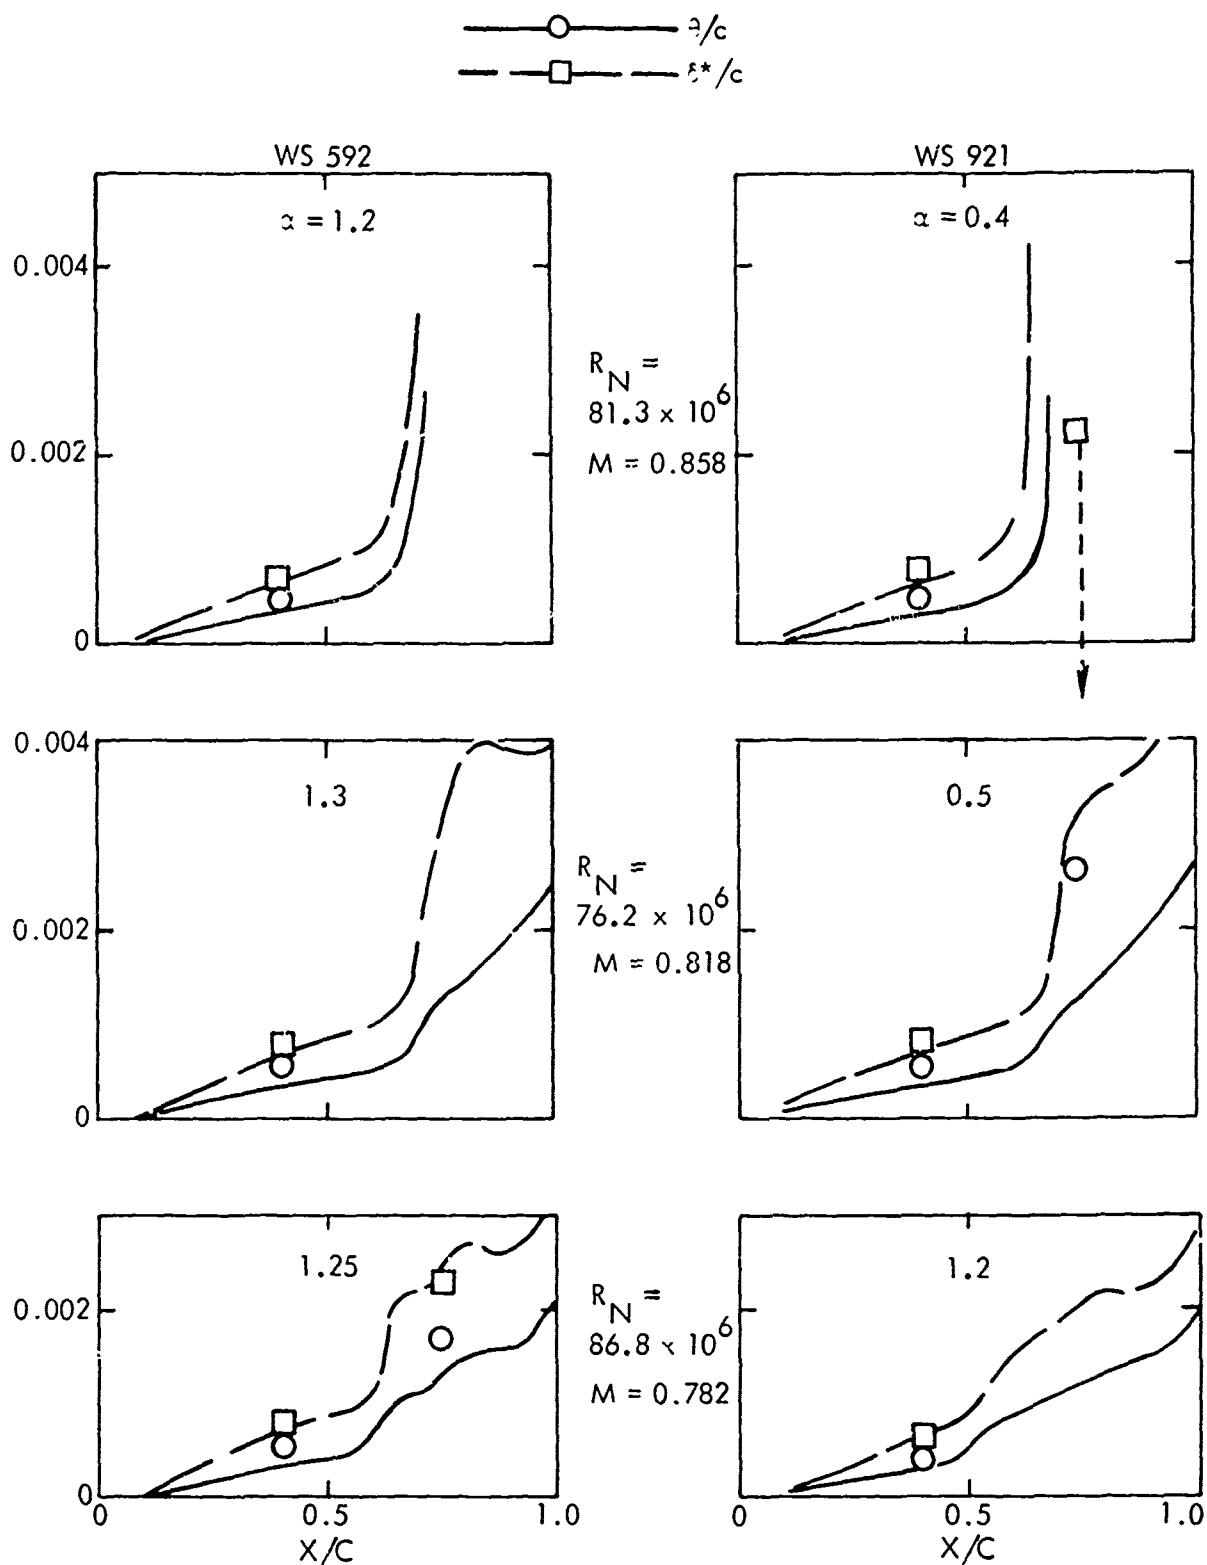 θ/c
δ*/c
WS 592
WS 921
α = 1.2
α = 0.4
0.004
0.002
0
R_N =
81.3 × 10^6
M = 0.858
0.004
0.002
0
1.3
0.5
R_N =
76.2 × 10^6
M = 0.818
1.25
1.2
0.002
0
R_N =
86.8 × 10^6
M = 0.782
0 0.5 1.0
X/C
0 0.5 1.0
X/C